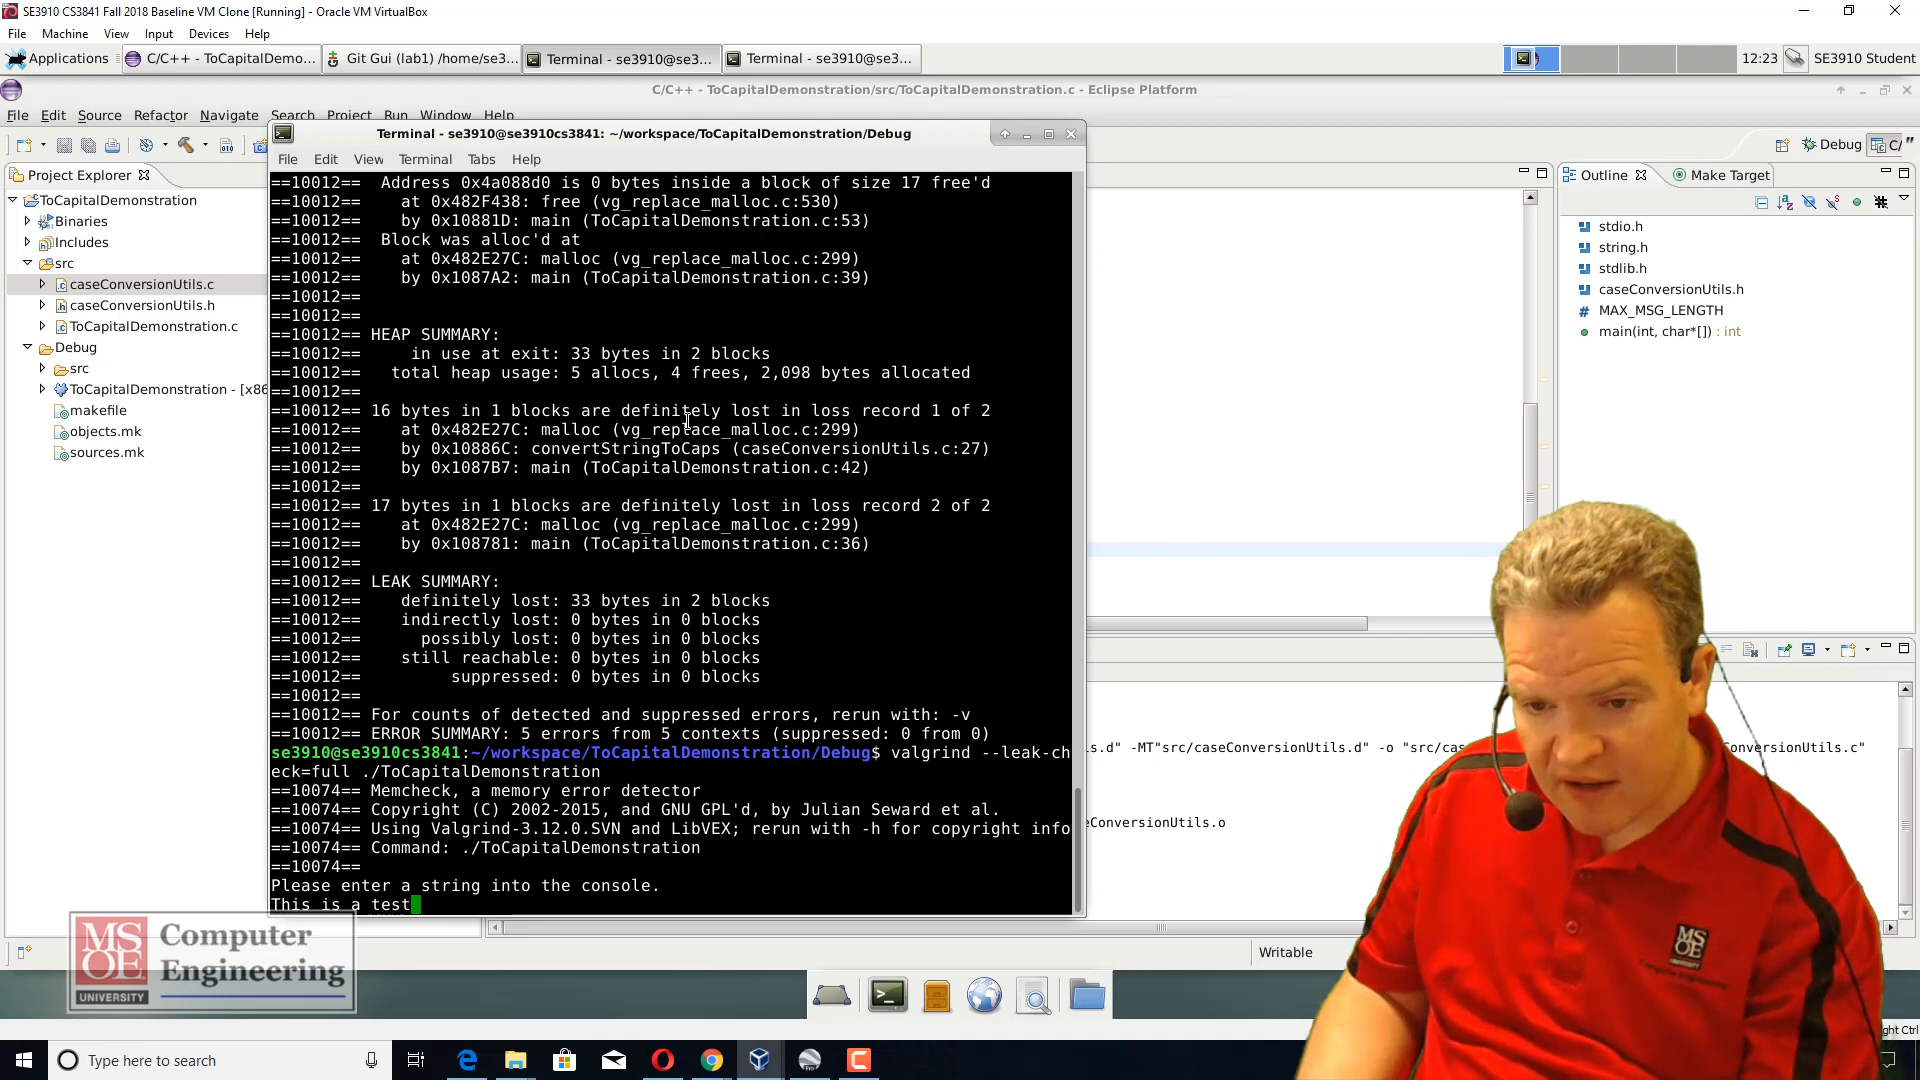 SE3910 CS3841 Fall 2018 Baseline VM Clone [Running] - Oracle VM VirtualBox
File Machine View Input Devices Help
Applications C/C++ - ToCapitalDemo... Git Gui (lab1) /home/se3... Terminal - se3910@se3... Terminal - se3910@se3... 12:23 SE3910 Student
C/C++ - ToCapitalDemonstration/src/ToCapitalDemonstration.c - Eclipse Platform
File Edit Source Refactor Navigate Search Project Run Window Help
Debug C/
Project Explorer
ToCapitalDemonstration
Binaries
Includes
src
caseConversionUtils.c
caseConversionUtils.h
ToCapitalDemonstration.c
Debug
src
ToCapitalDemonstration - [x86
makefile
objects.mk
sources.mk
Terminal - se3910@se3910cs3841: ~/workspace/ToCapitalDemonstration/Debug
File Edit View Terminal Tabs Help
==10012==  Address 0x4a088d0 is 0 bytes inside a block of size 17 free'd
==10012==    at 0x482F438: free (vg_replace_malloc.c:530)
==10012==    by 0x10881D: main (ToCapitalDemonstration.c:53)
==10012==  Block was alloc'd at
==10012==    at 0x482E27C: malloc (vg_replace_malloc.c:299)
==10012==    by 0x1087A2: main (ToCapitalDemonstration.c:39)
==10012==
==10012==
==10012== HEAP SUMMARY:
==10012==     in use at exit: 33 bytes in 2 blocks
==10012==   total heap usage: 5 allocs, 4 frees, 2,098 bytes allocated
==10012==
==10012== 16 bytes in 1 blocks are definitely lost in loss record 1 of 2
==10012==    at 0x482E27C: malloc (vg_replace_malloc.c:299)
==10012==    by 0x10886C: convertStringToCaps (caseConversionUtils.c:27)
==10012==    by 0x1087B7: main (ToCapitalDemonstration.c:42)
==10012==
==10012== 17 bytes in 1 blocks are definitely lost in loss record 2 of 2
==10012==    at 0x482E27C: malloc (vg_replace_malloc.c:299)
==10012==    by 0x108781: main (ToCapitalDemonstration.c:36)
==10012==
==10012== LEAK SUMMARY:
==10012==    definitely lost: 33 bytes in 2 blocks
==10012==    indirectly lost: 0 bytes in 0 blocks
==10012==      possibly lost: 0 bytes in 0 blocks
==10012==    still reachable: 0 bytes in 0 blocks
==10012==         suppressed: 0 bytes in 0 blocks
==10012==
==10012== For counts of detected and suppressed errors, rerun with: -v
==10012== ERROR SUMMARY: 5 errors from 5 contexts (suppressed: 0 from 0)
se3910@se3910cs3841:~/workspace/ToCapitalDemonstration/Debug$ valgrind --leak-ch
eck=full ./ToCapitalDemonstration
==10074== Memcheck, a memory error detector
==10074== Copyright (C) 2002-2015, and GNU GPL'd, by Julian Seward et al.
==10074== Using Valgrind-3.12.0.SVN and LibVEX; rerun with -h for copyright info
==10074== Command: ./ToCapitalDemonstration
==10074==
Please enter a string into the console.
This is a test
Outline Make Target
stdio.h
string.h
stdlib.h
caseConversionUtils.h
MAX_MSG_LENGTH
main(int, char*[]) : int
ls.d" -MT"src/caseConversionUtils.d" -o "src/cas
onversionUtils.c"
eConversionUtils.o
Writable
MSOE
UNIVERSITY
Computer
Engineering
MSOE
ght Ctrl
Type here to search